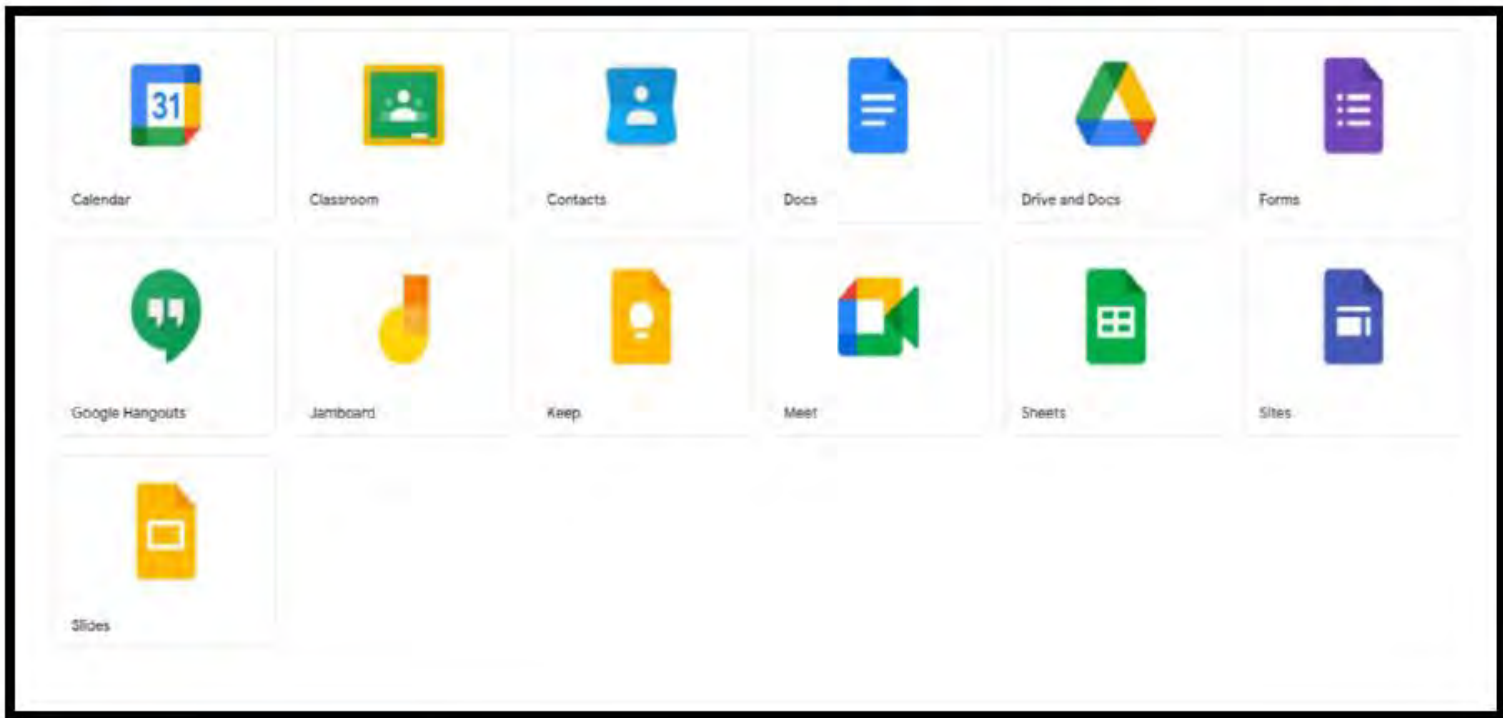 31
Calendar
Classroom
Contacts
Docs
Drive and Docs
Forms
Google Hangouts
Jamboard
Keep
Meet
Sheets
Sites
Slides